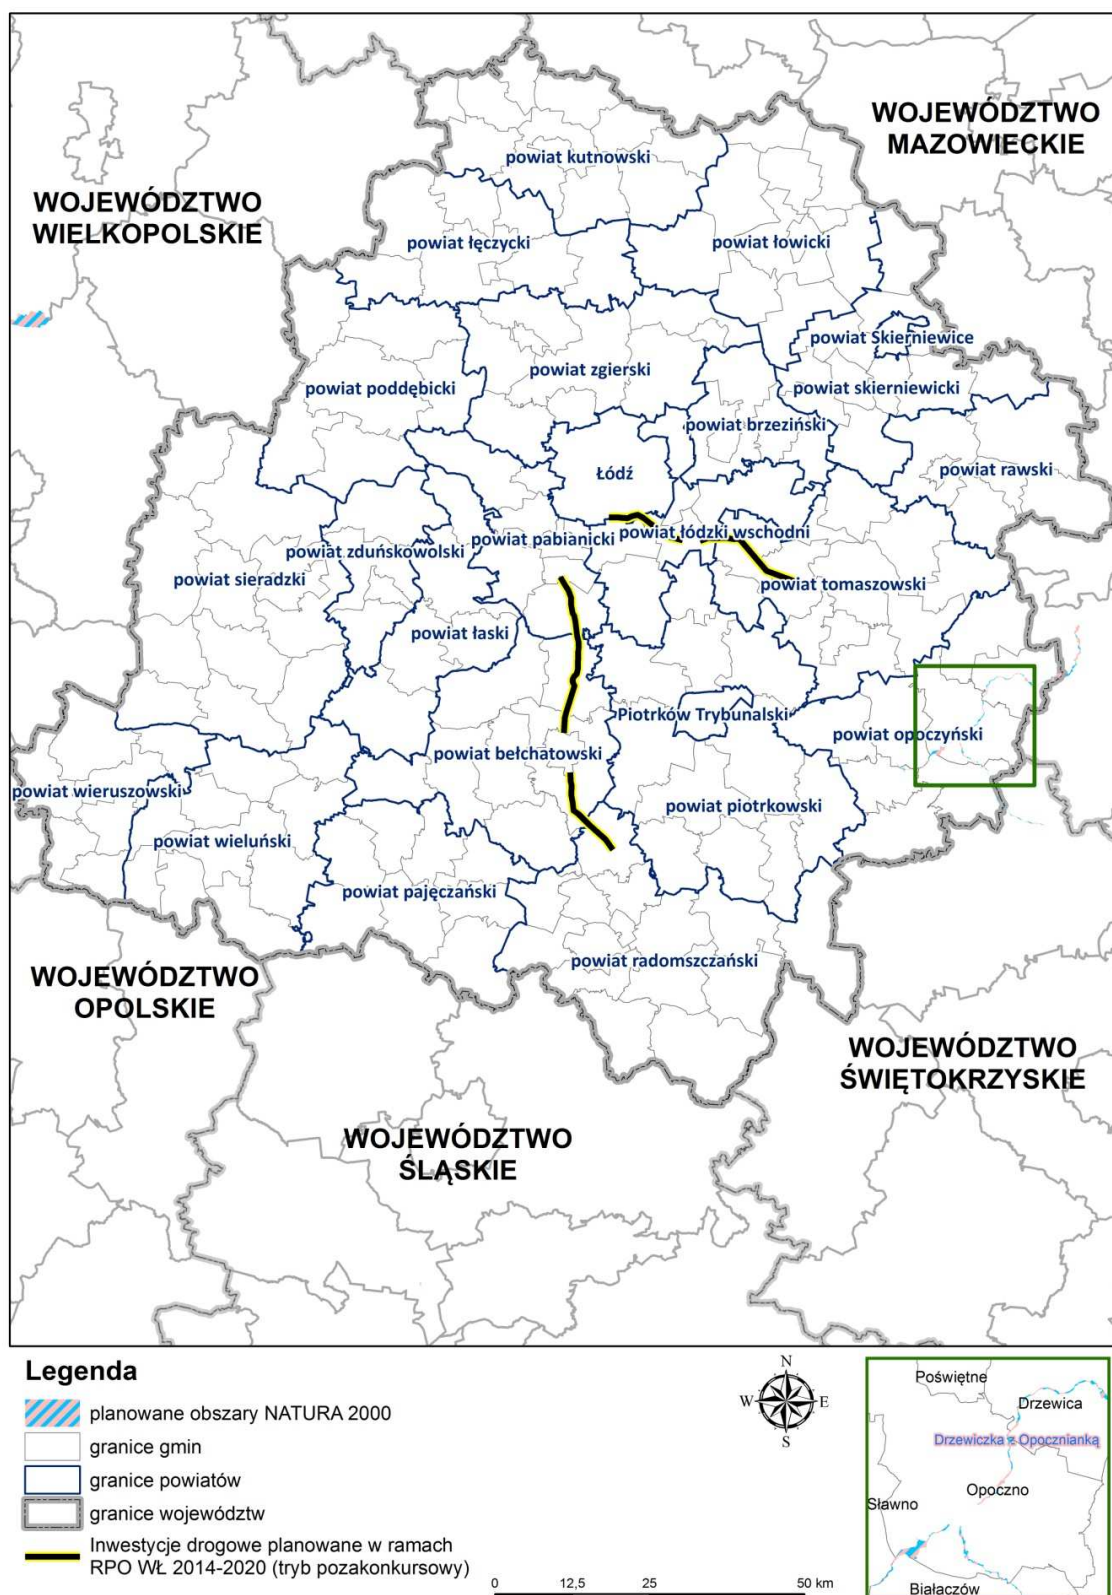 WOJEWÓDZTWO
MAZOWIECKIE
powiat kutnowski
WOJEWÓDZTWO
WIELKOPOLSKIE
powiat łęczycki
powiat łowicki
powiat Skierniewice
powiat zgierski
powiat poddębicki
powiat skierniewicki
powiat brzeziński
Łódź
powiat rawski
powiat łódzki wschodni
powiat pabianicki
powiat zduńskowolski
powiat sieradzki
powiat tomaszowski
powiat łaski
Piotrków Trybunalski
powiat opoczyński
powiat bełchatowski
powiat wieruszowski
powiat piotrkowski
powiat wieluński
powiat pajęczański
powiat radomszczański
WOJEWÓDZTWO
OPOLSKIE
WOJEWÓDZTWO
ŚWIĘTOKRZYSKIE
WOJEWÓDZTWO
ŚLĄSKIE
Legenda
planowane obszary NATURA 2000
granice gmin
granice powiatów
granice województw
Inwestycje drogowe planowane w ramach
RPO WŁ 2014-2020 (tryb pozakonkursowy)
N
W E
S
0 12,5 25 50 km
Poświętne
Drzewica
Drzewiczka z Opocznianką
Opoczno
Sławno
Białaczów